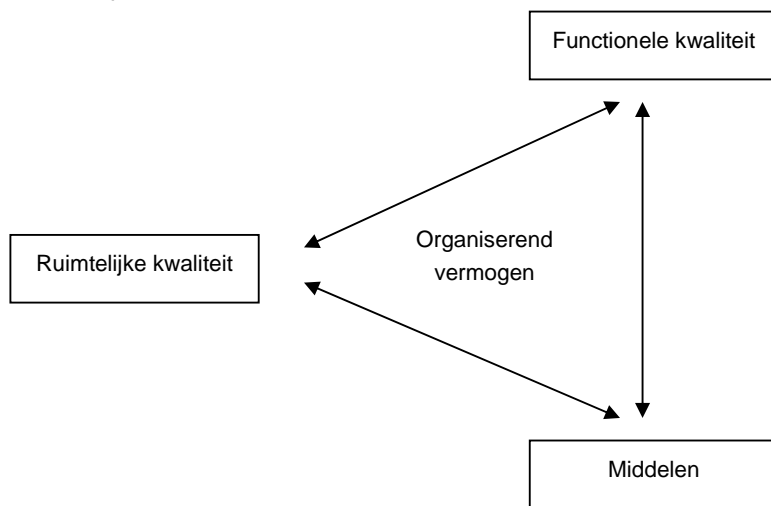 Functionele kwaliteit
Ruimtelijke kwaliteit
Organiserend
vermogen
Middelen